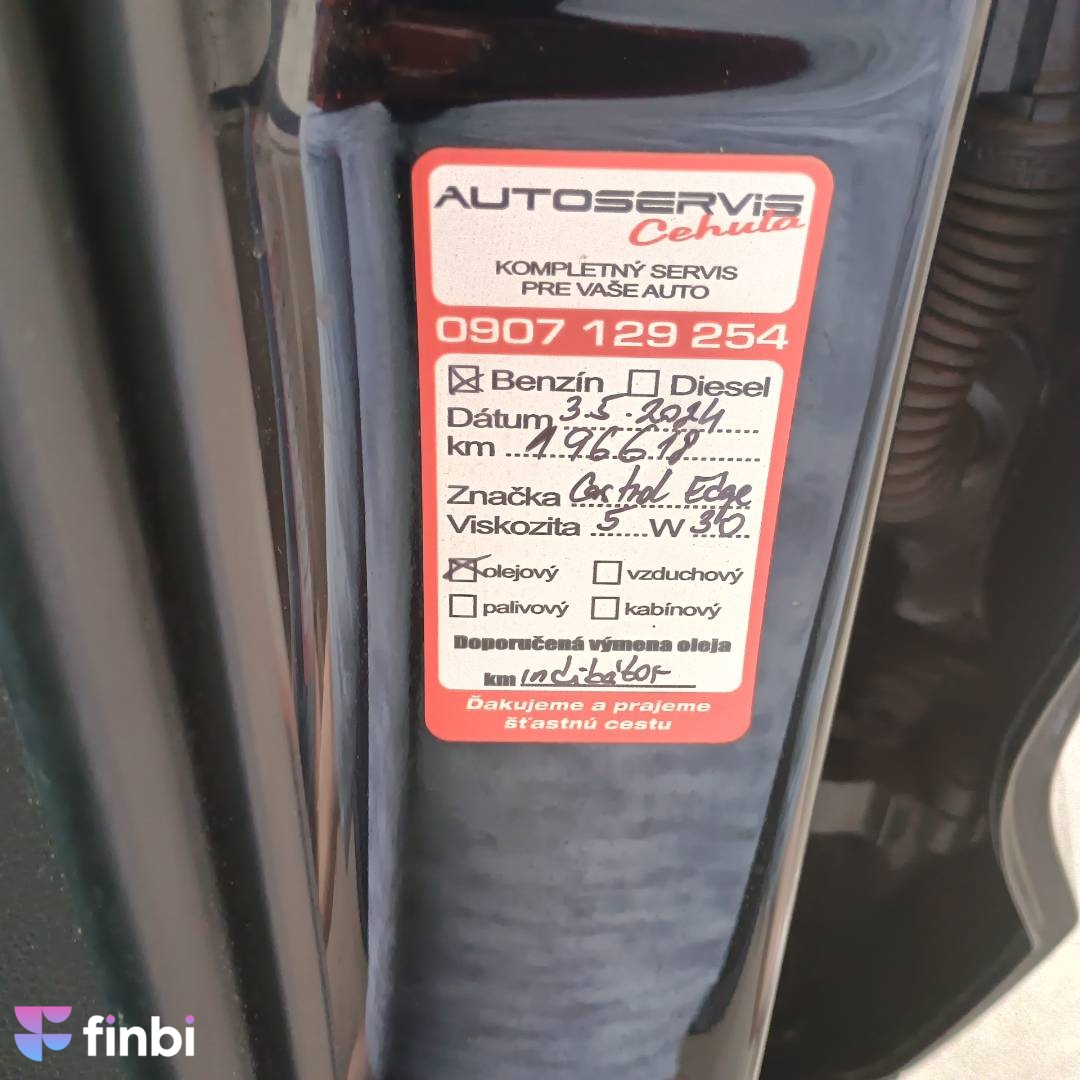 AUTOSERViS
Cehula
KOMPLETNÝ SERVIS
PRE VAŠE AUTO
0907 129 254
Benzín Diesel
Dátum 3.5.2024
km 196618
Značka Castrol Edge
Viskozita 5 W 30
olejový vzduchový
palivový kabínový
Doporučená výmena oleja
km indikátor
Ďakujeme a prajeme
šťastnú cestu
finbi